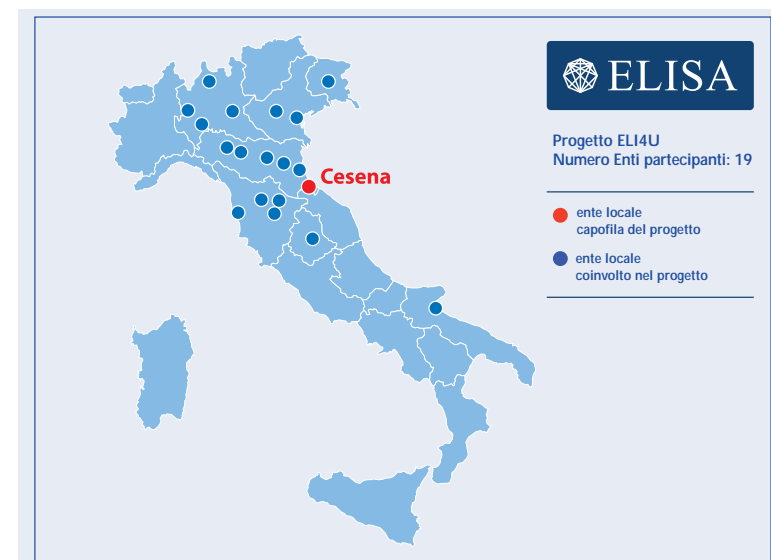 ELISA
Progetto ELI4U
Numero Enti partecipanti: 19
Cesena
ente locale
capofila del progetto
ente locale
coinvolto nel progetto